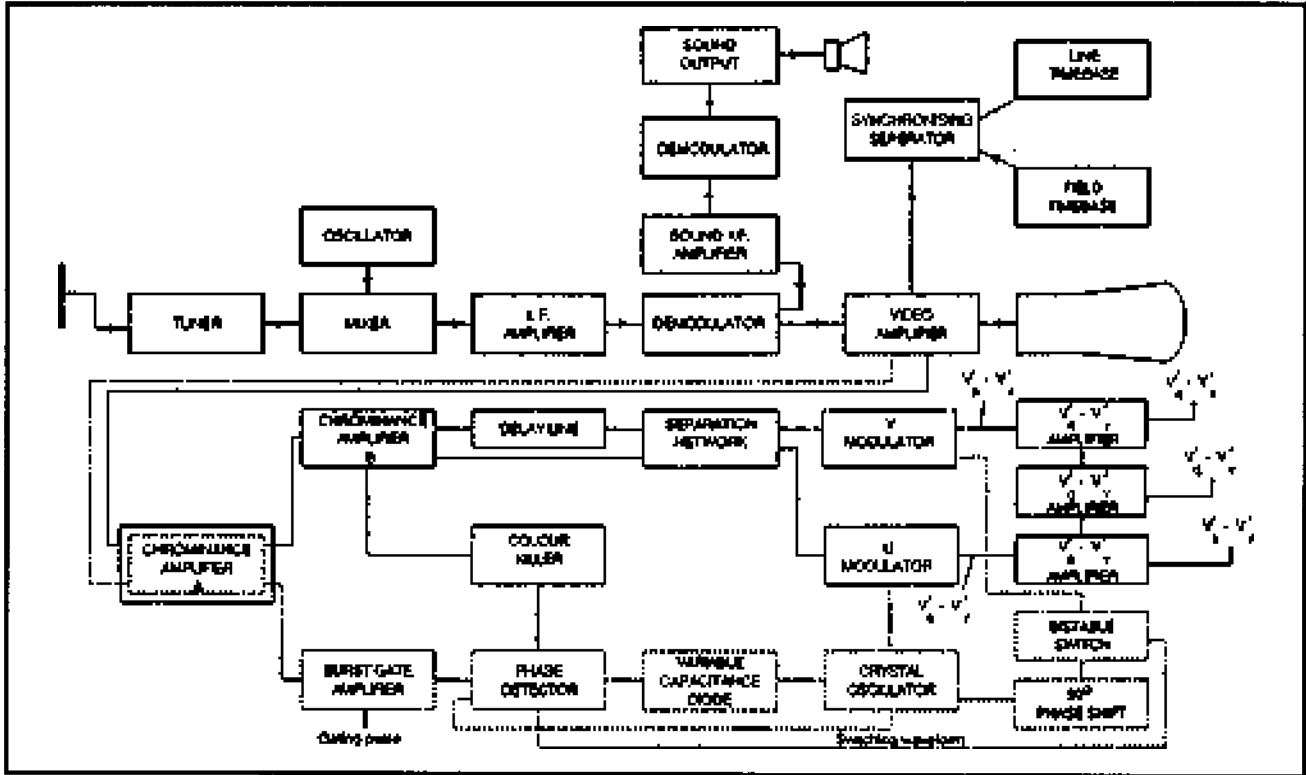 SOUND
OUTPUT
LINE
TIMEBASE
SYNCHRONISING
SEPERATOR
DEMODULATOR
FIELD
TIMEBASE
OSCILLATOR
SOUND I.F.
AMPLIFIER
TUNER
MIXER
I.F.
AMPLIFIER
DEMODULATOR
VIDEO
AMPLIFIER
CHROMINANCE
AMPLIFIER
B
DELAY LINE
SEPARATION
NETWORK
MODULATOR
AMPLIFIER
AMPLIFIER
CHROMINANCE
AMPLIFIER
A
COLOUR
KILLER
U
MODULATOR
AMPLIFIER
BISTABLE
SWITCH
BURST GATE
AMPLIFIER
PHASE
DETECTOR
VARIABLE
CAPACITANCE
DIODE
CRYSTAL
OSCILLATOR
90°
PHASE SHIFT
Gating pulse
Switching waveform